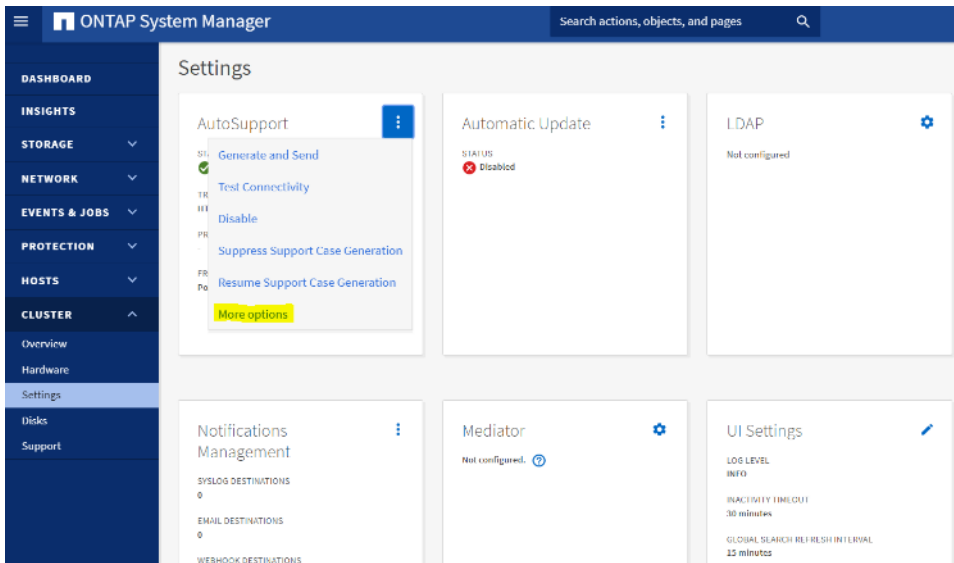 ONTAP System Manager
Search actions, objects, and pages
DASHBOARD
INSIGHTS
STORAGE
NETWORK
EVENTS & JOBS
PROTECTION
HOSTS
CLUSTER
Overview
Hardware
Settings
Disks
Support
Settings
AutoSupport
Generate and Send
Test Connectivity
Disable
Suppress Support Case Generation
Resume Support Case Generation
More options
Automatic Update
STATUS
Disabled
LDAP
Not configured
Notifications
Management
SYSLOG DESTINATIONS
0
EMAIL DESTINATIONS
0
WEBHOOK DESTINATIONS
Mediator
Not configured.
UI Settings
LOG LEVEL
INFO
INACTIVITY TIMEOUT
30 minutes
GLOBAL SEARCH REFRESH INTERVAL
15 minutes